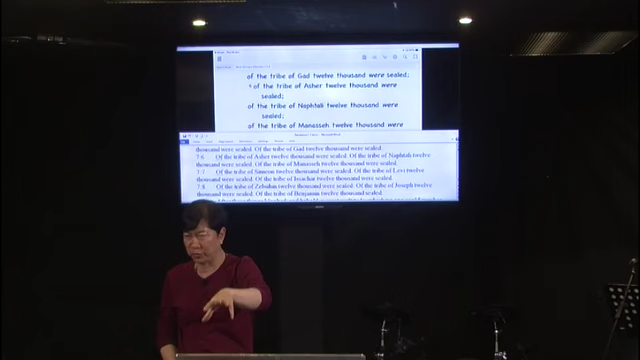 of the tribe of Gad twelve thousand were sealed;
6 of the tribe of Asher twelve thousand were
sealed;
of the tribe of Naphtali twelve thousand were
sealed;
of the tribe of Manasseh twelve thousand were
thousand were sealed. Of the tribe of Gad twelve thousand were sealed.
7:6 Of the tribe of Asher twelve thousand were sealed. Of the tribe of Naphtali twelve
thousand were sealed. Of the tribe of Manasseh twelve thousand were sealed.
7:7 Of the tribe of Simeon twelve thousand were sealed. Of the tribe of Levi twelve
thousand were sealed. Of the tribe of Issachar twelve thousand were sealed.
7:8 Of the tribe of Zebulun twelve thousand were sealed. Of the tribe of Joseph twelve
thousand were sealed. Of the tribe of Benjamin twelve thousand were sealed.